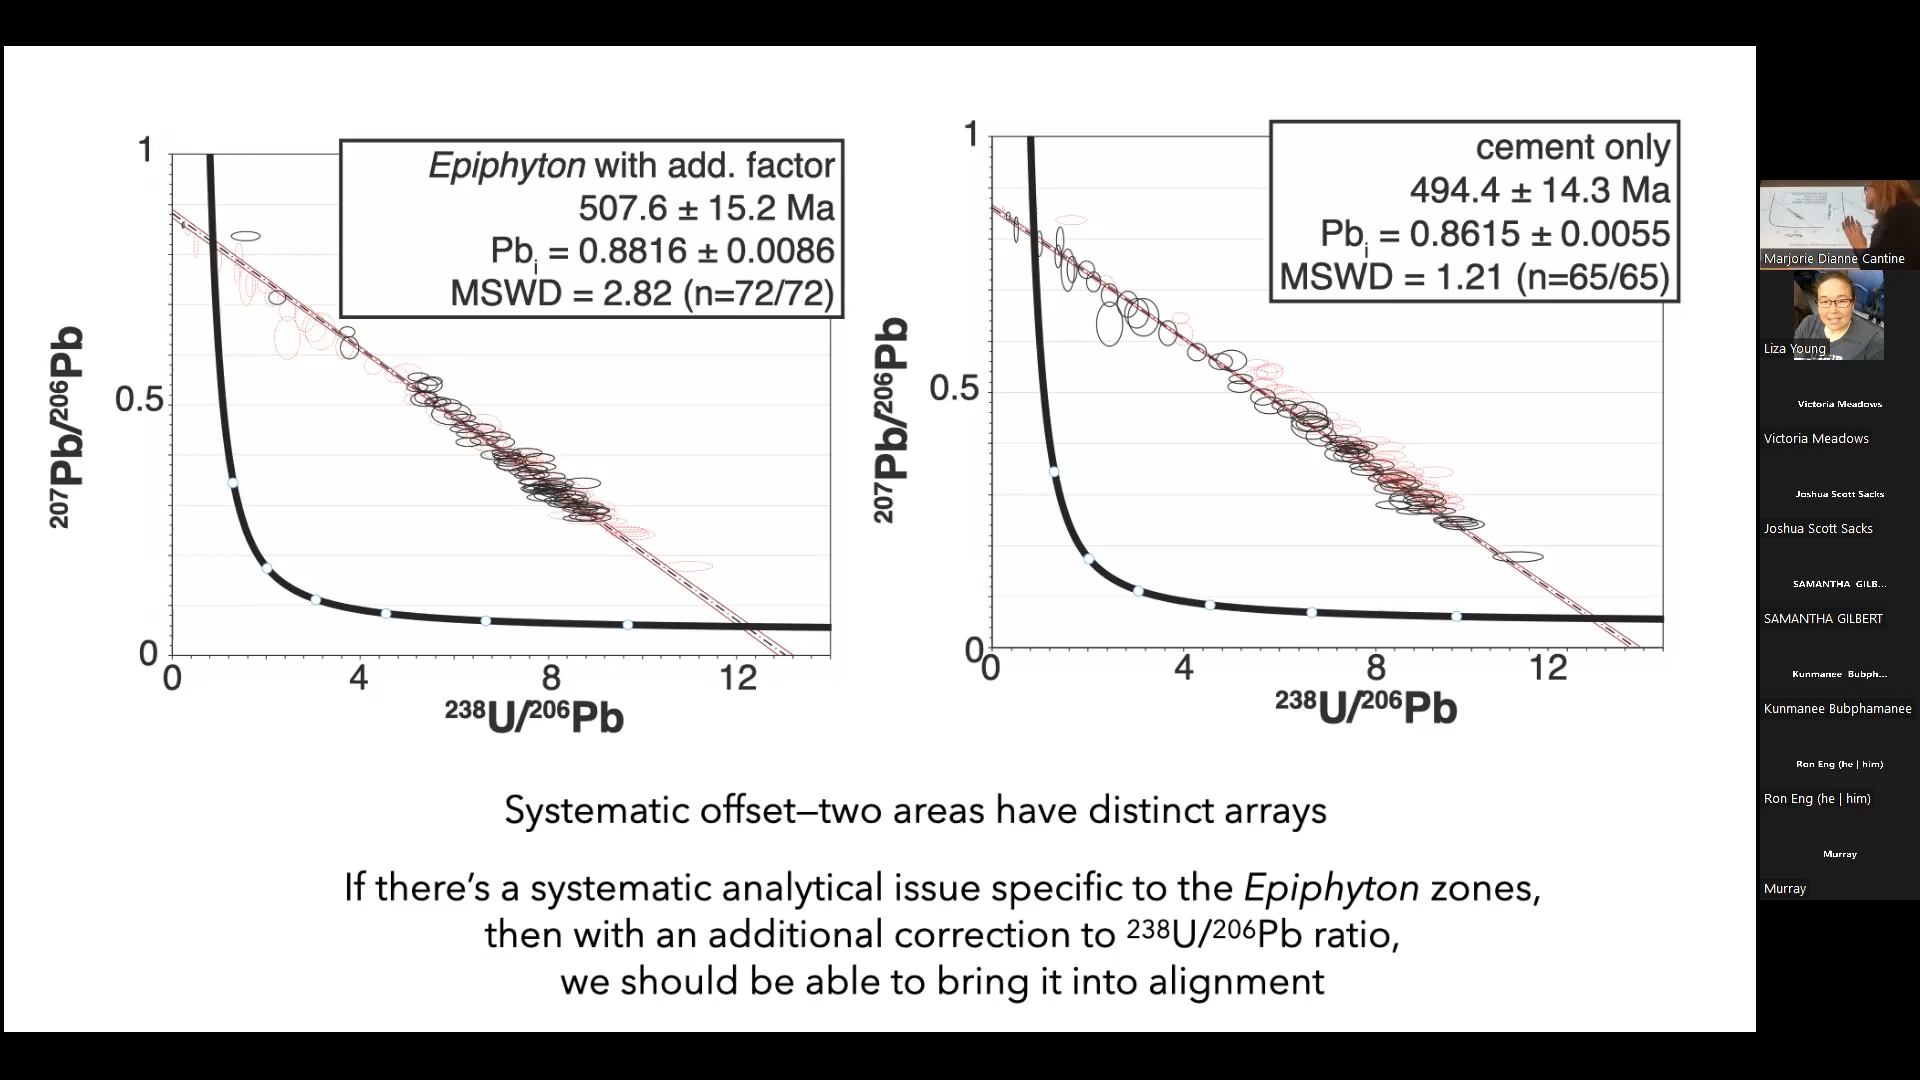 Epiphyton with add. factor
507.6 ± 15.2 Ma
Pbi = 0.8816 ± 0.0086
MSWD = 2.82 (n=72/72)
1
0.5
0
0
4
8
12
207Pb/206Pb
238U/206Pb
cement only
494.4 ± 14.3 Ma
Pbi = 0.8615 ± 0.0055
MSWD = 1.21 (n=65/65)
1
0.5
0
0
4
8
12
207Pb/206Pb
238U/206Pb
Systematic offset—two areas have distinct arrays
If there's a systematic analytical issue specific to the Epiphyton zones,
then with an additional correction to 238U/206Pb ratio,
we should be able to bring it into alignment
Marjorie Dianne Cantine
Liza Young
Victoria Meadows
Victoria Meadows
Joshua Scott Sacks
Joshua Scott Sacks
SAMANTHA GILB...
SAMANTHA GILBERT
Kunmanee Bubph...
Kunmanee Bubphamanee
Ron Eng (he | him)
Ron Eng (he | him)
Murray
Murray